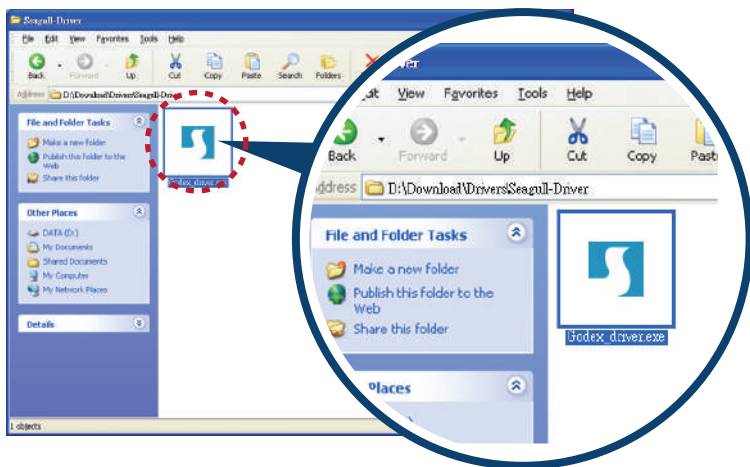 Seagull-Driver
File Edit View Favorites Tools Help
Back Forward Up Cut Copy Paste Search Folders
Address D:\Download\Drivers\Seagull-Driver
File and Folder Tasks
Make a new folder
Publish this folder to the
Web
Share this folder
Godex_driver.exe
Other Places
DATA (D:)
My Documents
Shared Documents
My Computer
My Network Places
Details
1 objects
View Favorites Tools Help
Back Forward Up Cut Copy Past
ddress D:\Download\Drivers\Seagull-Driver
File and Folder Tasks
Make a new folder
Publish this folder to the
Web
Share this folder
Godex_driver.exe
Places